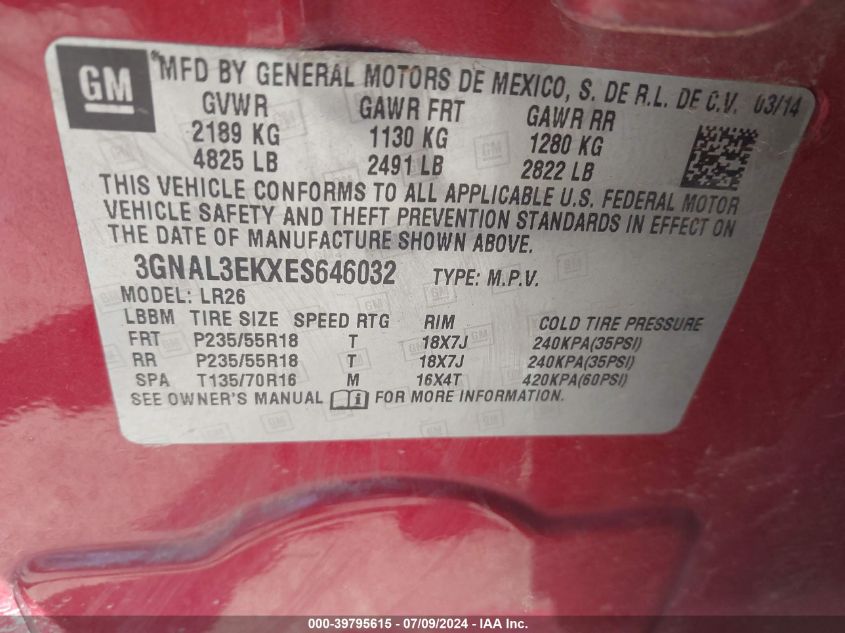 GM
MFD BY GENERAL MOTORS DE MEXICO, S. DE R.L. DE C.V. 03/14
GVWR GAWR FRT GAWR RR
2189 KG 1130 KG 1280 KG
4825 LB 2491 LB 2822 LB
THIS VEHICLE CONFORMS TO ALL APPLICABLE U.S. FEDERAL MOTOR
VEHICLE SAFETY AND THEFT PREVENTION STANDARDS IN EFFECT ON
THE DATE OF MANUFACTURE SHOWN ABOVE.
3GNAL3EKXES646032 TYPE: M.P.V.
MODEL: LR26
LBBM TIRE SIZE SPEED RTG RIM COLD TIRE PRESSURE
FRT P235/55R18 T 18X7J 240KPA(35PSI)
RR P235/55R18 T 18X7J 240KPA(35PSI)
SPA T135/70R16 M 16X4T 420KPA(60PSI)
SEE OWNER'S MANUAL i FOR MORE INFORMATION.
000-39795615 - 07/09/2024 - IAA Inc.